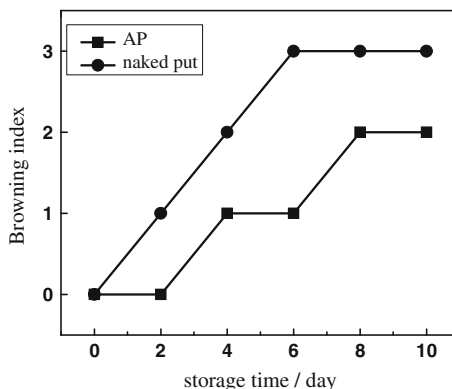 AP
naked put
3
2
1
0
Browning index
0 2 4 6 8 10
storage time / day